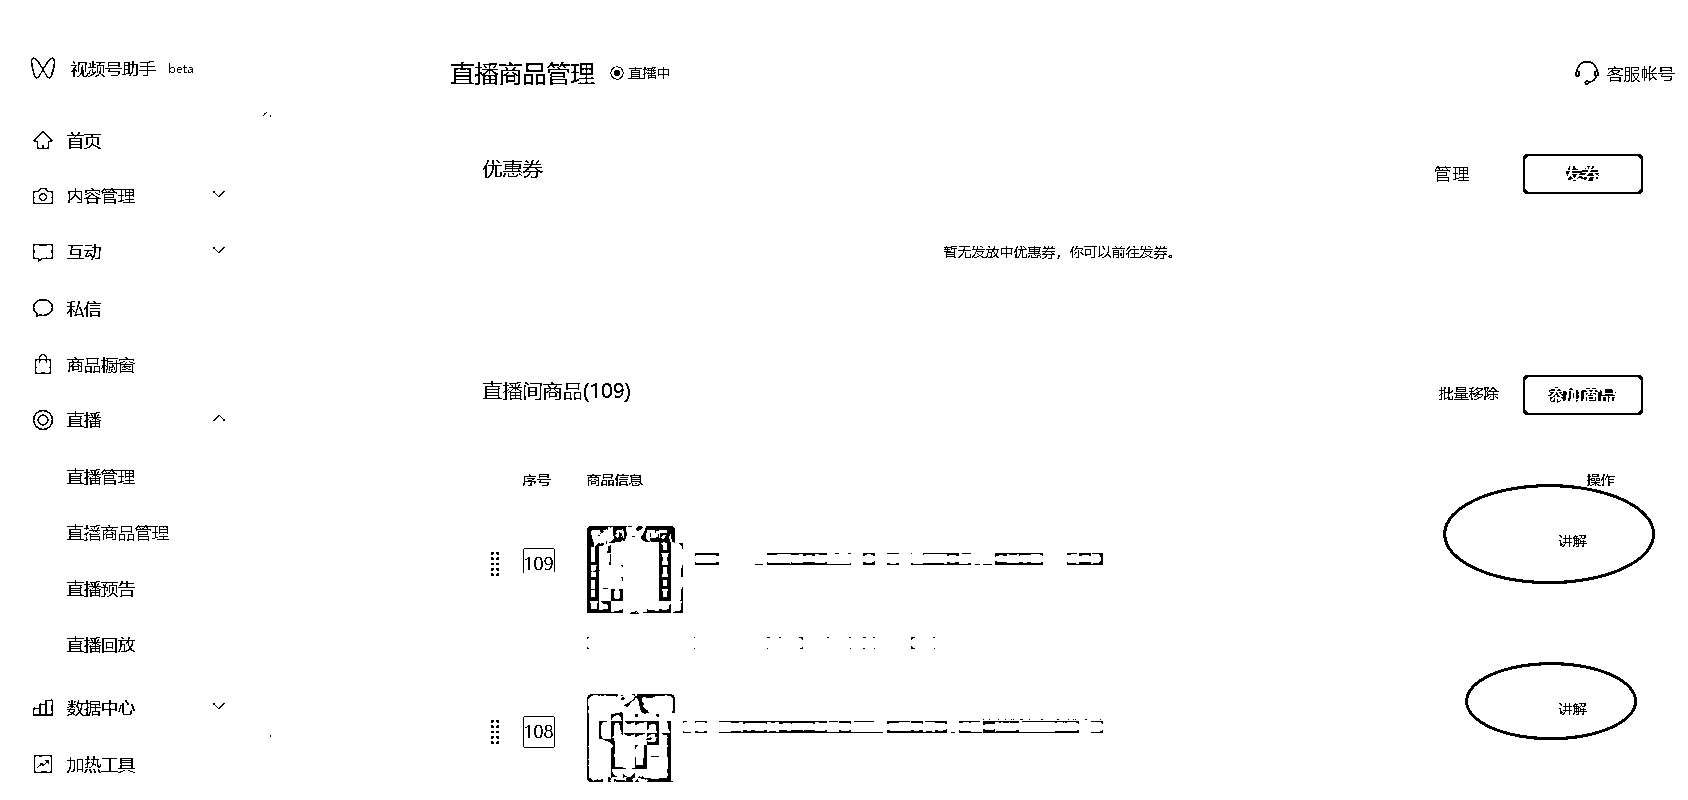 视频号助手 beta
首页
内容管理
互动
私信
商品橱窗
直播
直播管理
直播商品管理
直播预告
直播回放
数据中心
加热工具
直播商品管理 直播中
客服帐号
优惠券
管理
发券
暂无发放中优惠券，你可以前往发券。
直播间商品(109)
批量移除
添加商品
序号 商品信息 操作
109
讲解
108
讲解